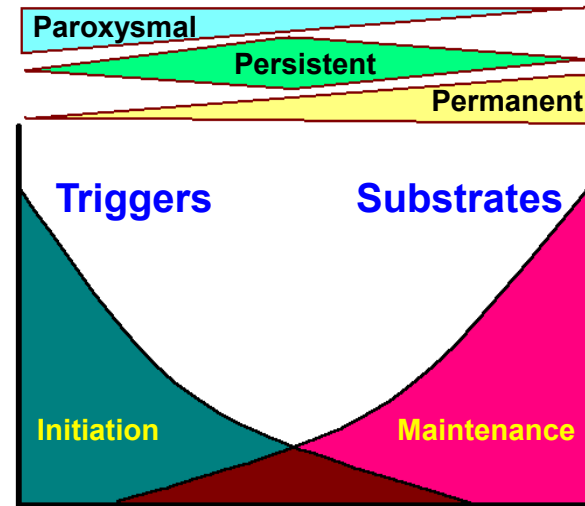 Paroxysmal
Persistent
Permanent
Triggers Substrates
Initiation Maintenance